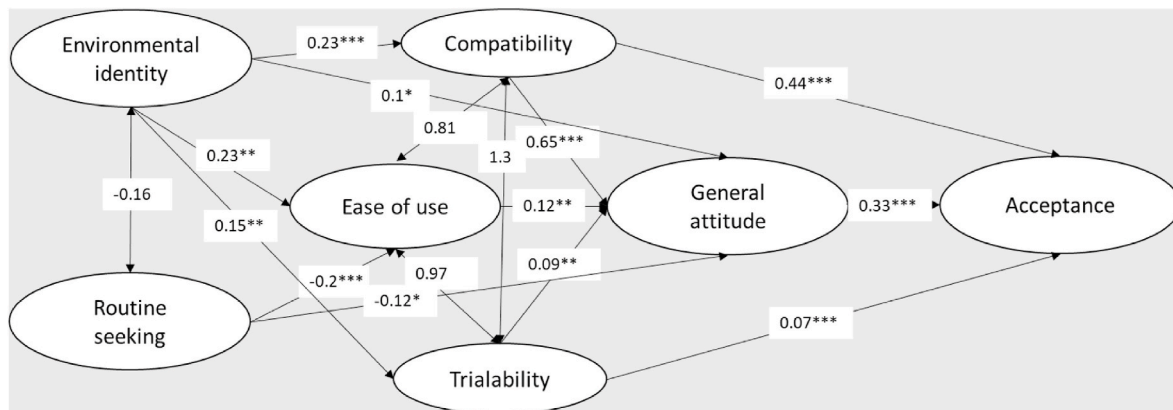 Environmental
identity
0.23***
Compatibility
0.1*
0.44***
0.81
0.65***
1.3
0.23**
-0.16
Ease of use
0.12**
General
attitude
0.33***
Acceptance
0.15**
0.97
0.09**
-0.2***
-0.12*
Routine
seeking
0.07***
Trialability